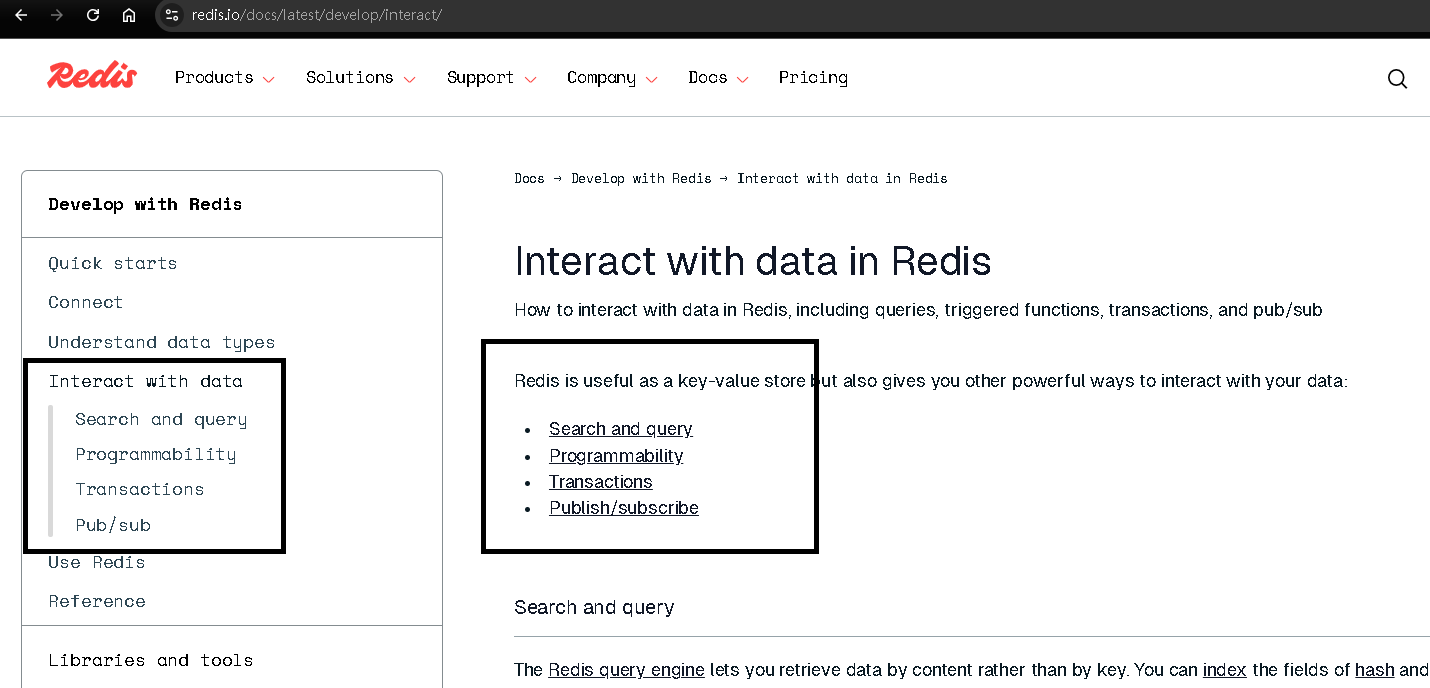 redis.io/docs/latest/develop/interact/
Redis Products Solutions Support Company Docs Pricing
Develop with Redis
Quick starts
Connect
Understand data types
Interact with data
Search and query
Programmability
Transactions
Pub/sub
Use Redis
Reference
Libraries and tools
Docs → Develop with Redis → Interact with data in Redis
Interact with data in Redis
How to interact with data in Redis, including queries, triggered functions, transactions, and pub/sub
Redis is useful as a key-value store but also gives you other powerful ways to interact with your data:
• Search and query
• Programmability
• Transactions
• Publish/subscribe
Search and query
The Redis query engine lets you retrieve data by content rather than by key. You can index the fields of hash and